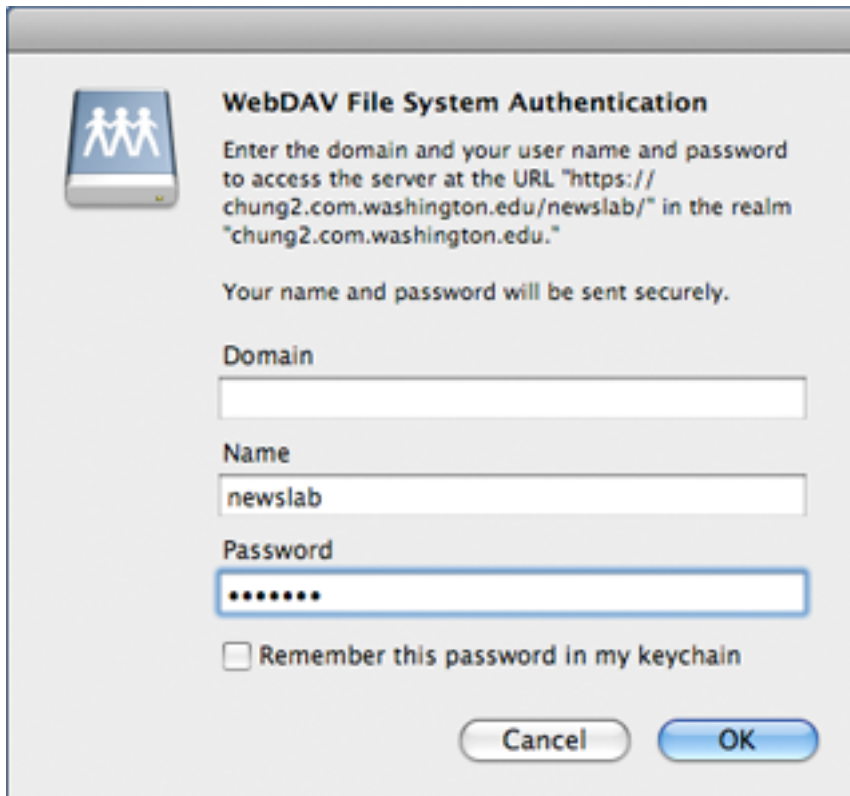 WebDAV File System Authentication
Enter the domain and your user name and password
to access the server at the URL "https://
chung2.com.washington.edu/newslab/" in the realm
"chung2.com.washington.edu."
Your name and password will be sent securely.
Domain
Name
newslab
Password
•••••••
Remember this password in my keychain
Cancel
OK